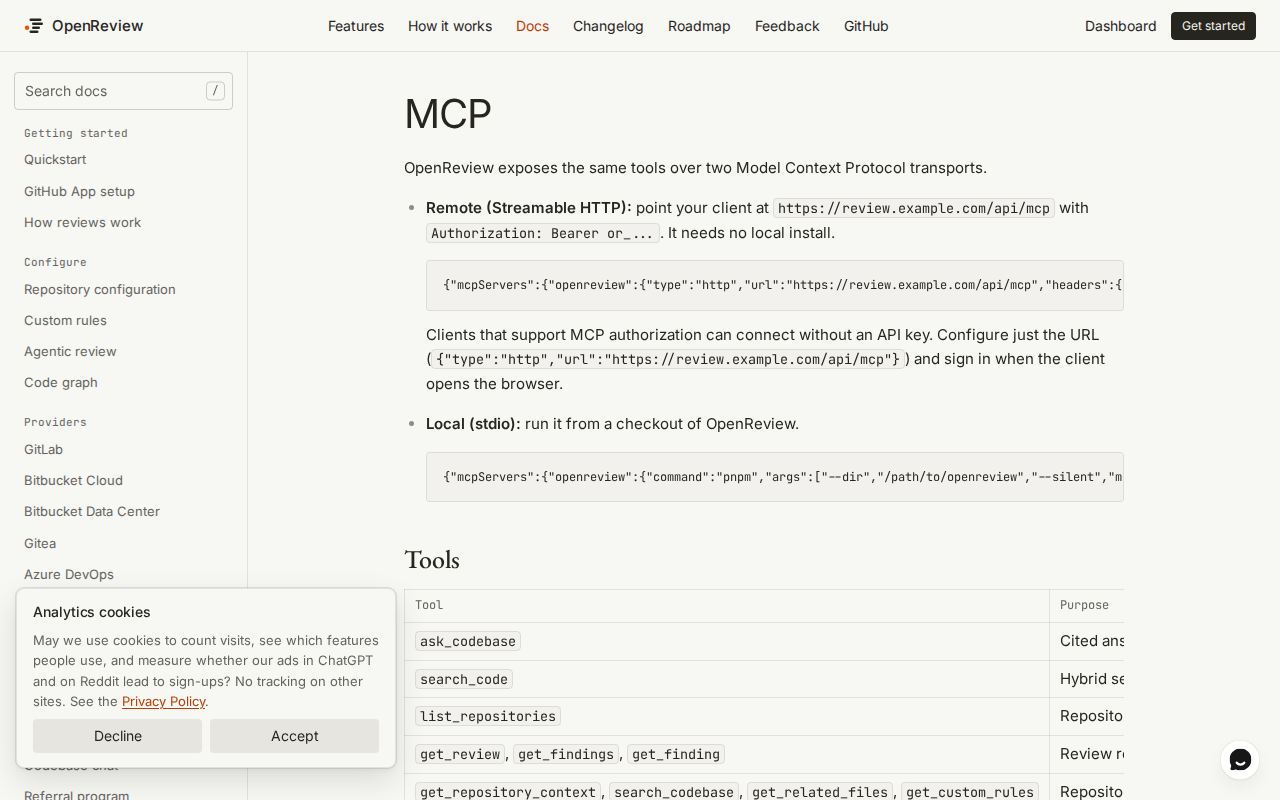 OpenReview
Features How it works Docs Changelog Roadmap Feedback GitHub
Dashboard Get started
Search docs /
Getting started
Quickstart
GitHub App setup
How reviews work
Configure
Repository configuration
Custom rules
Agentic review
Code graph
Providers
GitLab
Bitbucket Cloud
Bitbucket Data Center
Gitea
Azure DevOps
Referral program
Analytics cookies
May we use cookies to count visits, see which features
people use, and measure whether our ads in ChatGPT
and on Reddit lead to sign-ups? No tracking on other
sites. See the Privacy Policy.
Decline Accept
MCP
OpenReview exposes the same tools over two Model Context Protocol transports.
Remote (Streamable HTTP): point your client at https://review.example.com/api/mcp with
Authorization: Bearer or_... . It needs no local install.
{"mcpServers":{"openreview":{"type":"http","url":"https://review.example.com/api/mcp","headers":{
Clients that support MCP authorization can connect without an API key. Configure just the URL
( {"type":"http","url":"https://review.example.com/api/mcp"} ) and sign in when the client
opens the browser.
Local (stdio): run it from a checkout of OpenReview.
{"mcpServers":{"openreview":{"command":"pnpm","args":["--dir","/path/to/openreview","--silent","m
Tools
Tool Purpose
ask_codebase Cited ans
search_code Hybrid se
list_repositories Reposito
get_review, get_findings, get_finding Review re
get_repository_context, search_codebase, get_related_files, get_custom_rules Reposito